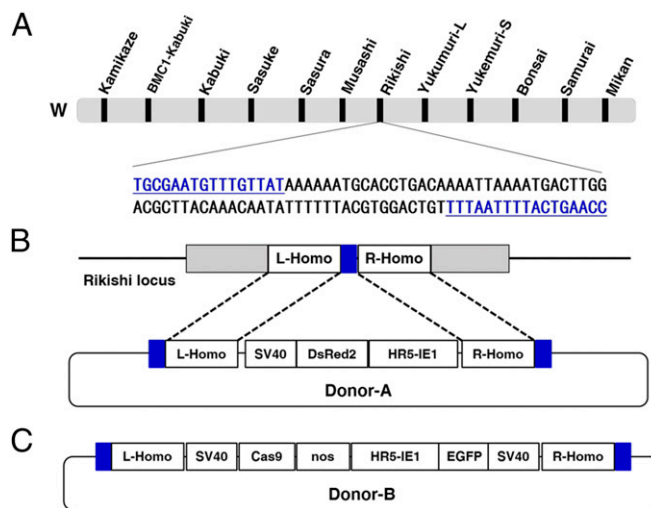 A
Kamikaze BMC1-Kabuki Kabuki Sasuke Sasura Musashi Rikishi Yukumuri-L Yukemuri-S Bonsai Samurai Mikan
W
TGCGAATGTTTGTTATAAAAAATGCACCTGACAAAATTAAAATGACTTGG
ACGCTTACAAACAATATTTTTTACGTGGACTGTTTTAATTTTACTGAACC
B
L-Homo R-Homo
Rikishi locus
L-Homo SV40 DsRed2 HR5-IE1 R-Homo
Donor-A
C
L-Homo SV40 Cas9 nos HR5-IE1 EGFP SV40 R-Homo
Donor-B